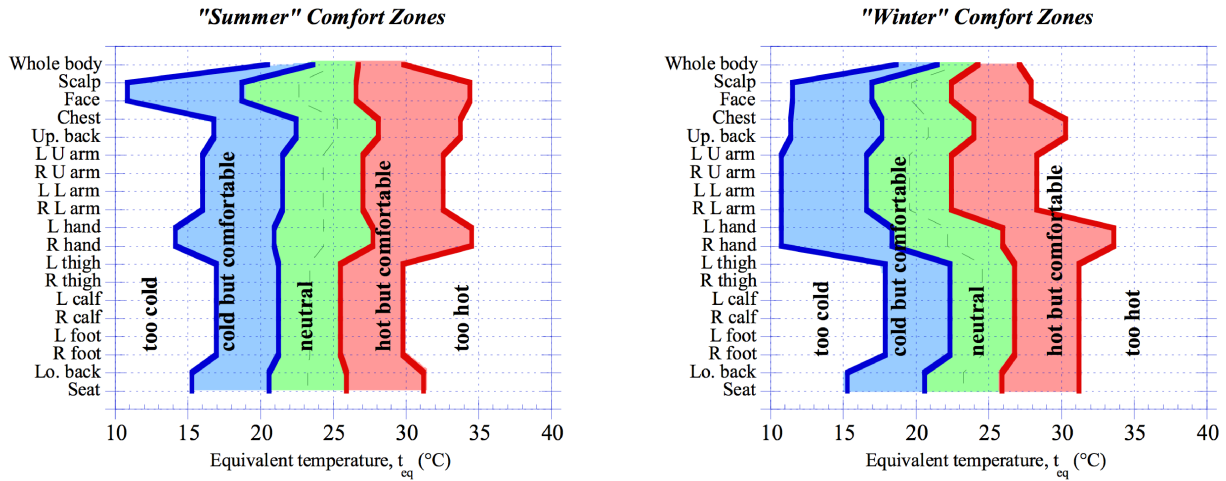 "Summer" Comfort Zones
Whole body
Scalp
Face
Chest
Up. back
L U arm
R U arm
L L arm
R L arm
L hand
R hand
L thigh
R thigh
L calf
R calf
L foot
R foot
Lo. back
Seat
too cold
cold but comfortable
neutral
hot but comfortable
too hot
10 15 20 25 30 35 40
Equivalent temperature, teq (°C)
"Winter" Comfort Zones
Whole body
Scalp
Face
Chest
Up. back
L U arm
R U arm
L L arm
R L arm
L hand
R hand
L thigh
R thigh
L calf
R calf
L foot
R foot
Lo. back
Seat
too cold
cold but comfortable
neutral
hot but comfortable
too hot
10 15 20 25 30 35 40
Equivalent temperature, teq (°C)